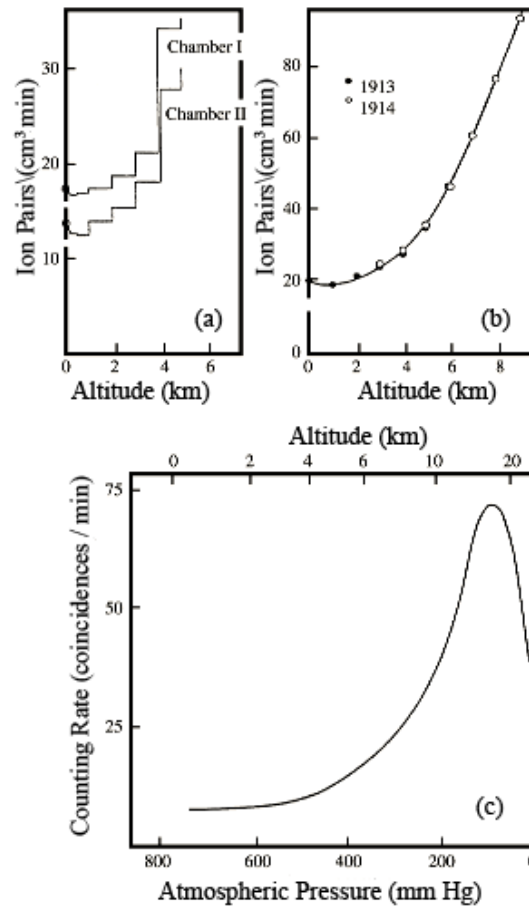 30
20
10
Ion Pairs\(cm³ min)
Chamber I
Chamber II
(a)
0 2 4 6
Altitude (km)
80
60
40
20
0
Ion Pairs\(cm³ min)
1913
1914
(b)
0 2 4 6 8
Altitude (km)
Altitude (km)
0 2 4 6 10 20
75
50
25
Counting Rate (coincidences / min)
(c)
800 600 400 200
Atmospheric Pressure (mm Hg)